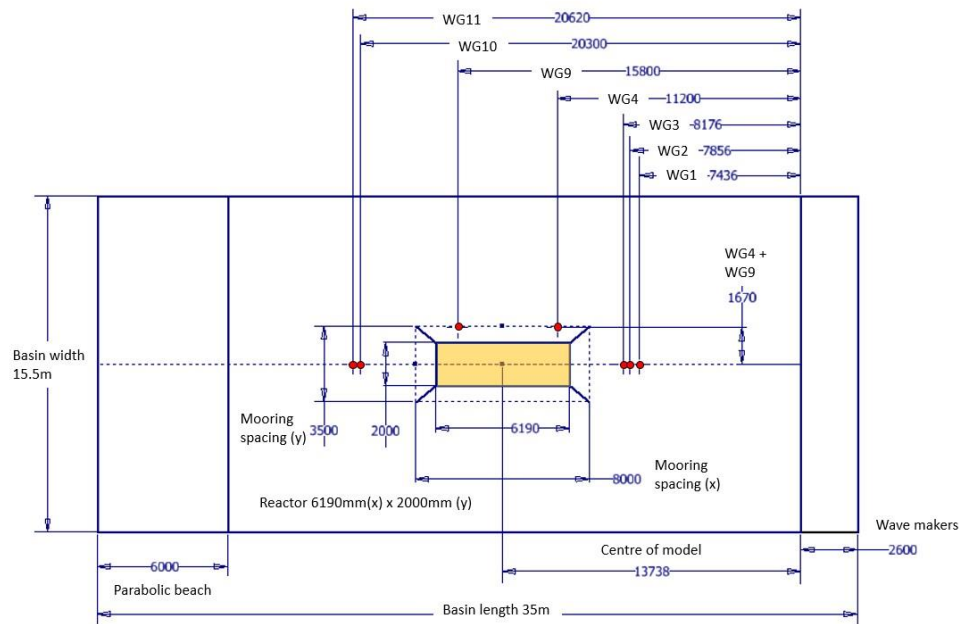 WG11 20620
WG10 20300
WG9 15800
WG4 11200
WG3 8176
WG2 7856
WG1 7436
WG4 +
WG9
1670
Basin width
15.5m
Mooring
spacing (y)
3500
2000
6190
8000
Mooring
spacing (x)
Reactor 6190mm(x) x 2000mm (y)
Wave makers
2600
Centre of model
13738
6000
Parabolic beach
Basin length 35m